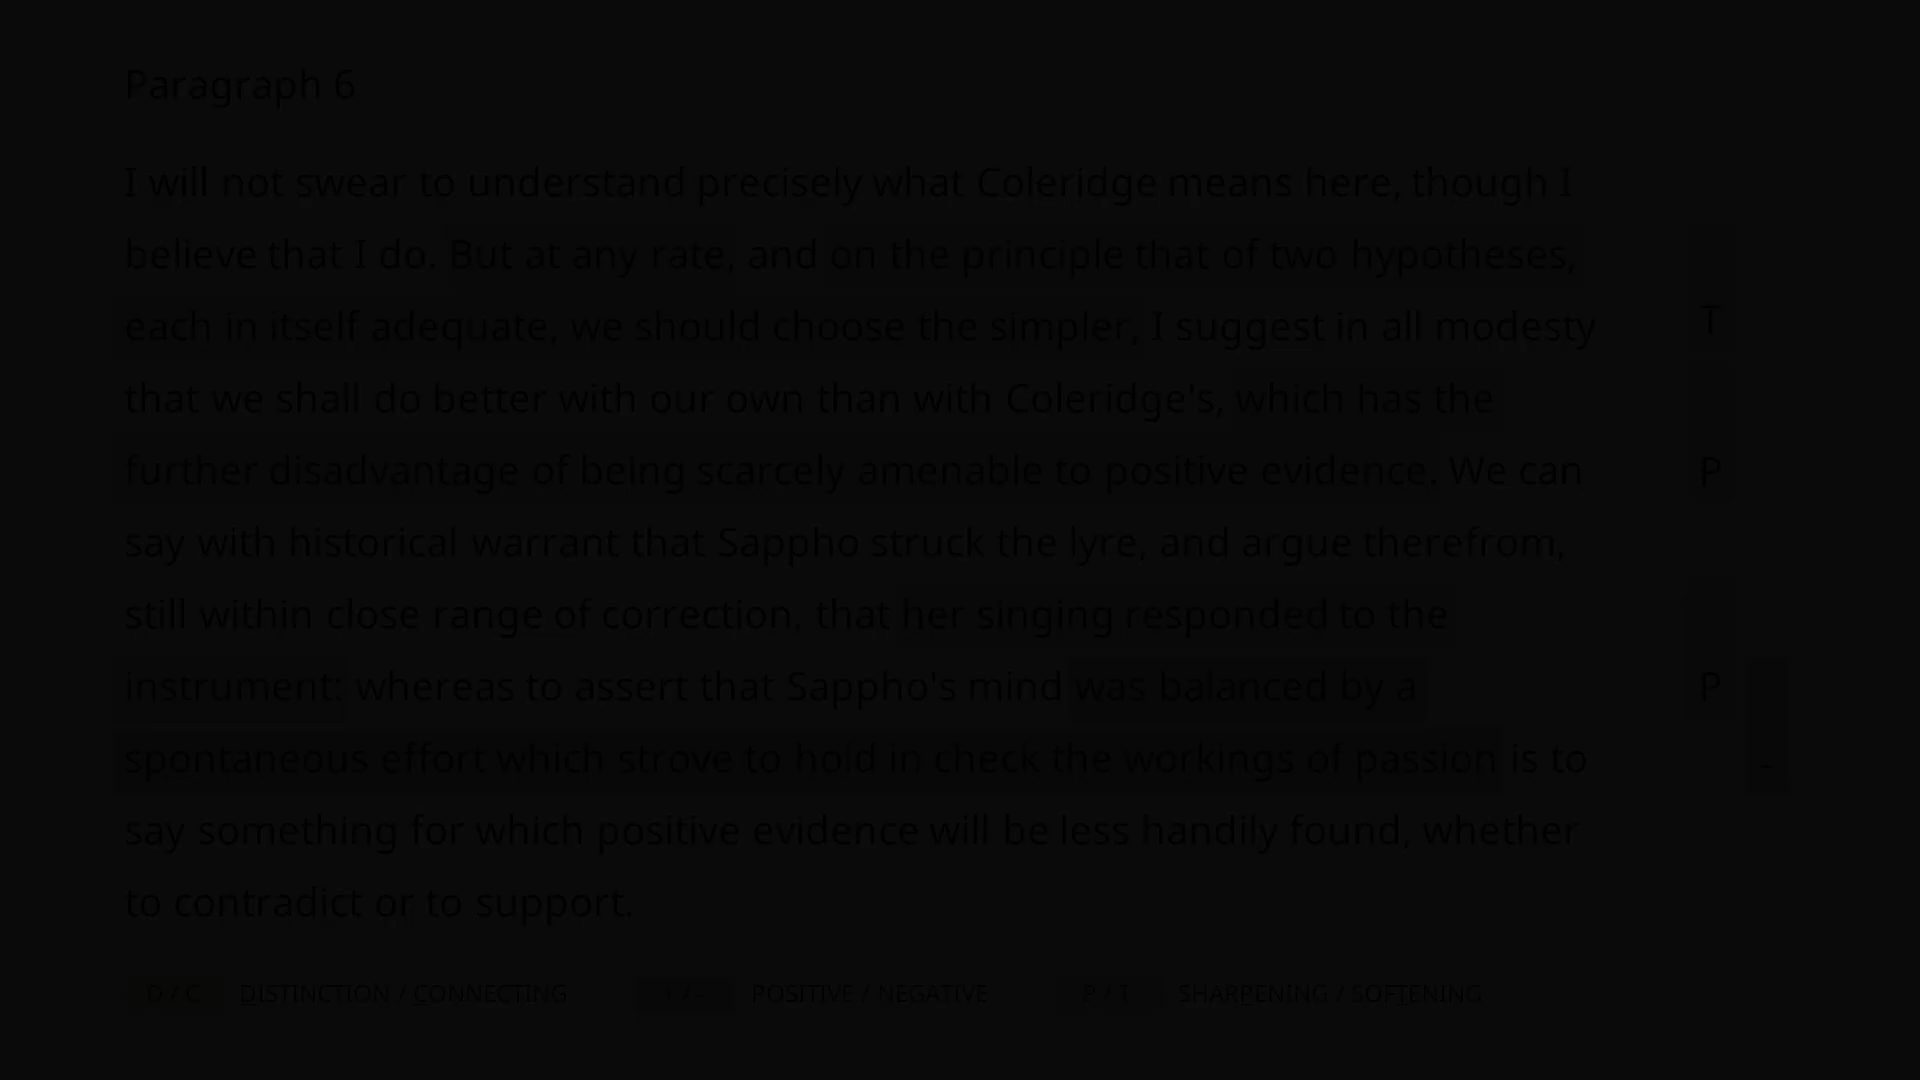 Paragraph 6
I will not swear to understand precisely what Coleridge means here, though I
believe that I do. But at any rate, and on the principle that of two hypotheses,
each in itself adequate, we should choose the simpler, I suggest in all modesty
T
that we shall do better with our own than with Coleridge's, which has the
further disadvantage of being scarcely amenable to positive evidence. We can
P
say with historical warrant that Sappho struck the lyre, and argue therefrom,
still within close range of correction, that her singing responded to the
instrument: whereas to assert that Sappho's mind was balanced by a
P
spontaneous effort which strove to hold in check the workings of passion is to
-
say something for which positive evidence will be less handily found, whether
to contradict or to support.
D / C DISTINCTION / CONNECTING + / - POSITIVE / NEGATIVE P / T SHARPENING / SOFTENING